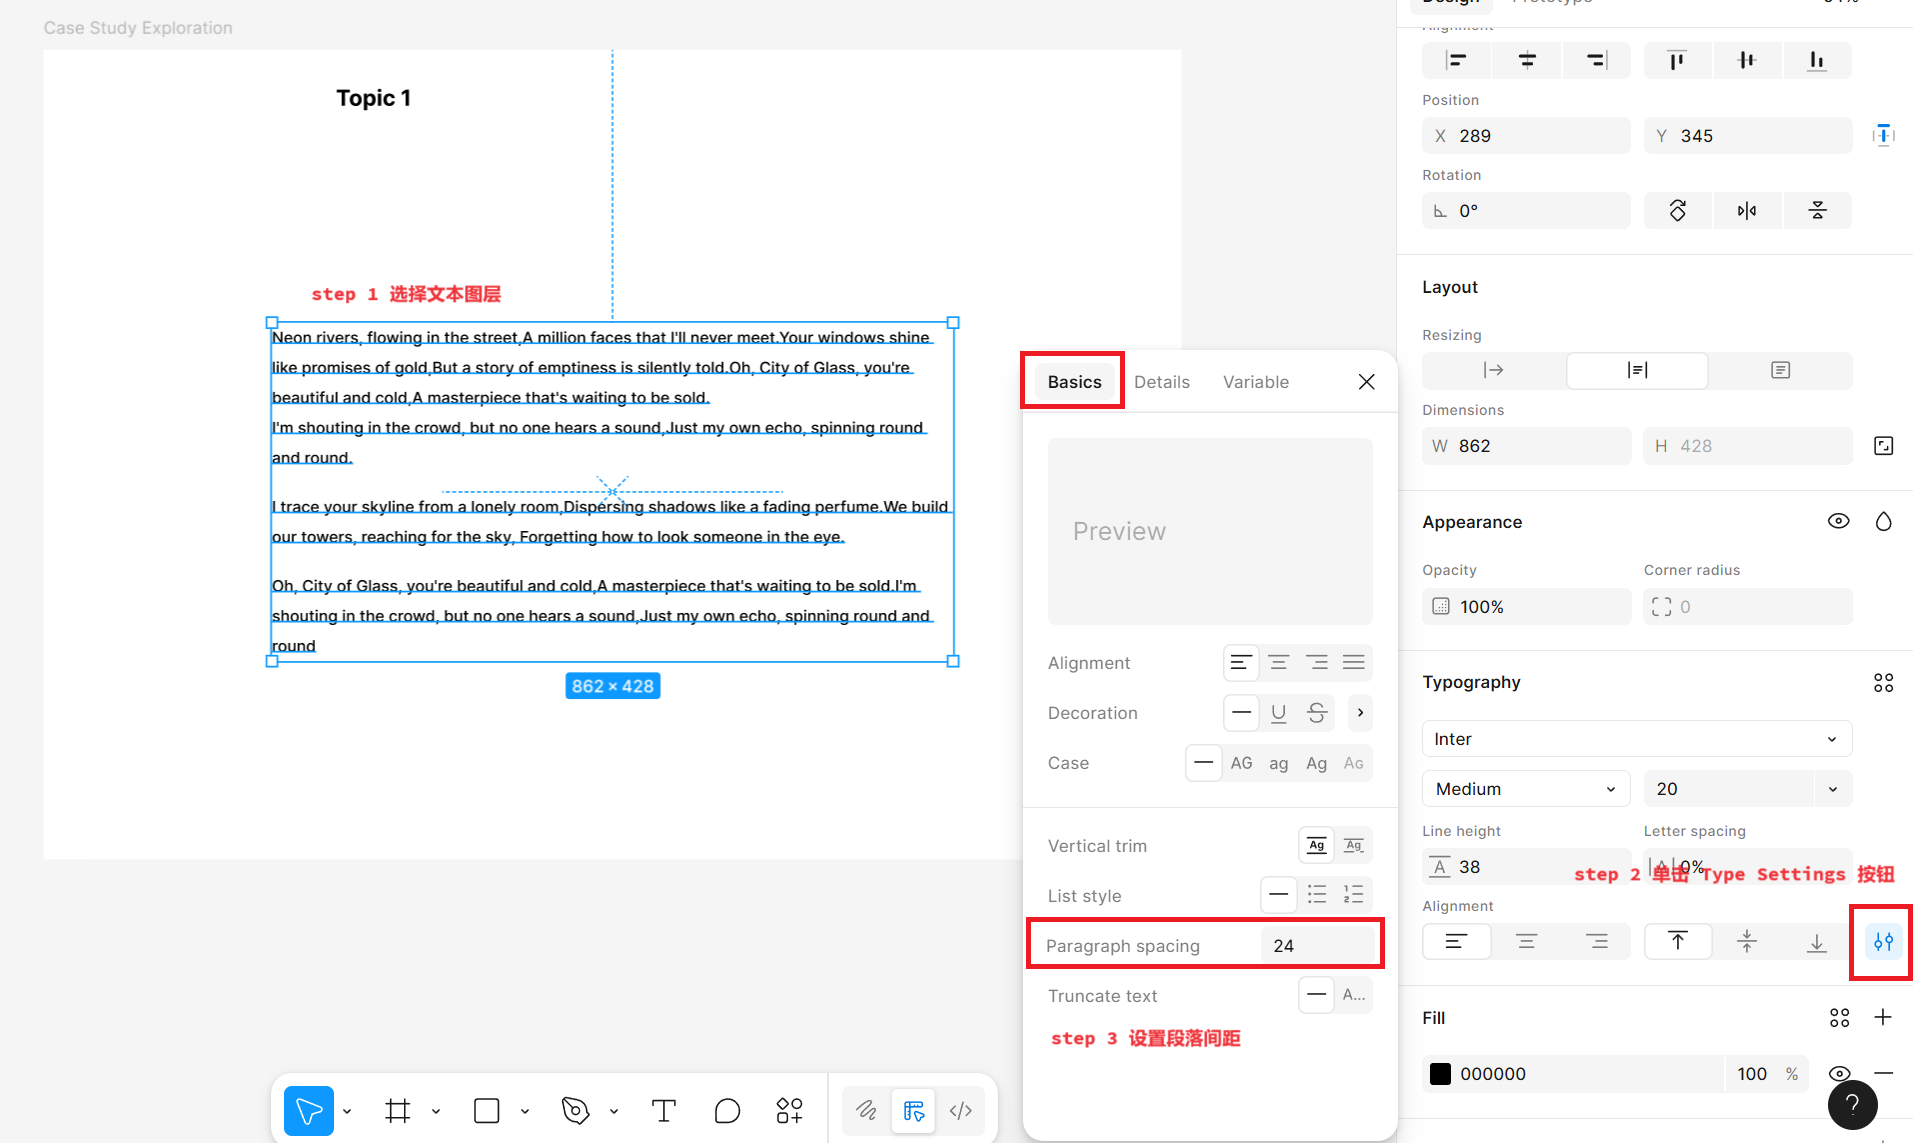 Case Study Exploration
Topic 1
step 1 选择文本图层
Neon rivers, flowing in the street,A million faces that I'll never meet.Your windows shine
like promises of gold,But a story of emptiness is silently told.Oh, City of Glass, you're
beautiful and cold,A masterpiece that's waiting to be sold.
I'm shouting in the crowd, but no one hears a sound,Just my own echo, spinning round
and round.
I trace your skyline from a lonely room,Dispersing shadows like a fading perfume.We build
our towers, reaching for the sky, Forgetting how to look someone in the eye.
Oh, City of Glass, you're beautiful and cold,A masterpiece that's waiting to be sold.I'm
shouting in the crowd, but no one hears a sound,Just my own echo, spinning round and
round
862 × 428
Basics Details Variable
Preview
Alignment
Decoration
Case AG ag Ag AG
Vertical trim Ag Ag
List style
Paragraph spacing 24
Truncate text A...
step 3 设置段落间距
Design Prototype
Alignment
Position
X 289 Y 345
Rotation
0°
Layout
Resizing
Dimensions
W 862 H 428
Appearance
Opacity Corner radius
100% 0
Typography
Inter
Medium 20
Line height Letter spacing
38 0%
step 2 单击 Type Settings 按钮
Alignment
Fill
000000 100 %
?